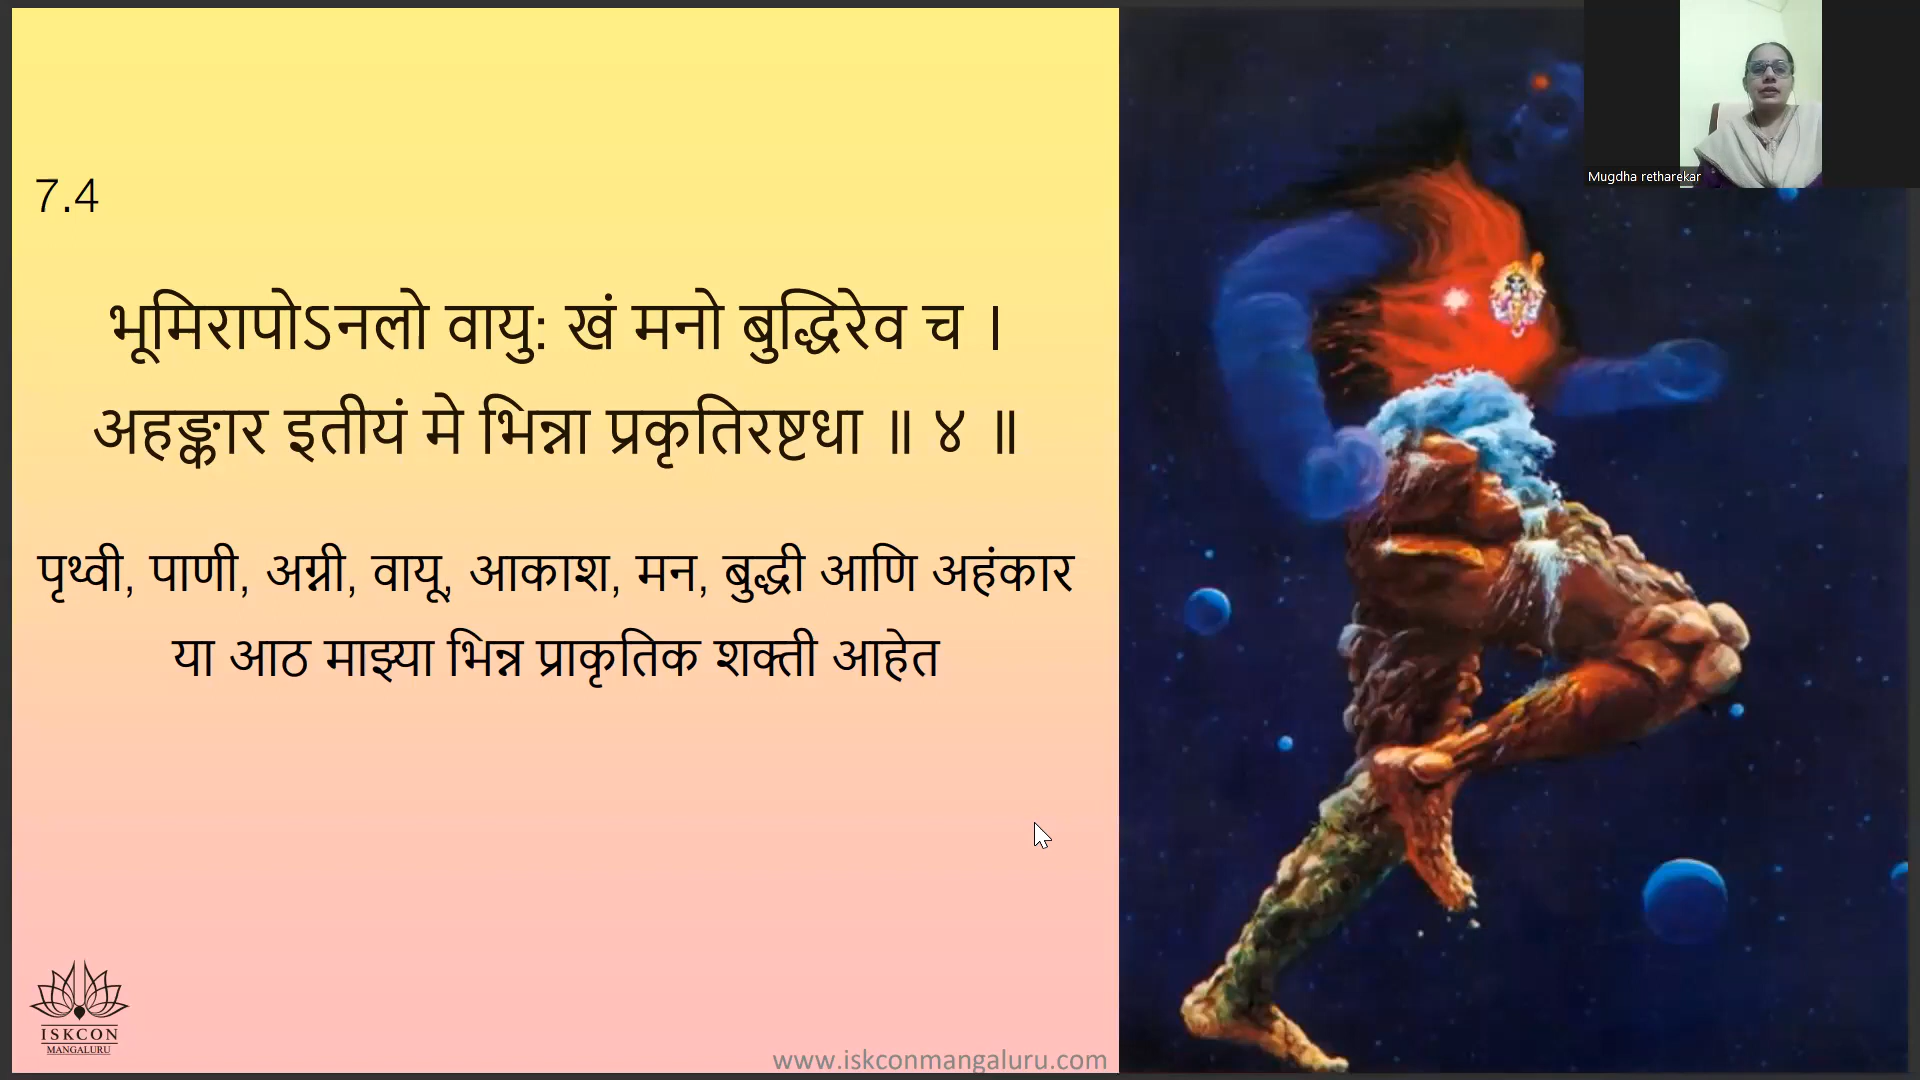 Mugdha retharekar
7.4
भूमिरापोऽनलो वायु: खं मनो बुद्धिरेव च ।
अहङ्कार इतीयं मे भिन्ना प्रकृतिरष्टधा ॥ ४ ॥
पृथ्वी, पाणी, अग्नी, वायू, आकाश, मन, बुद्धी आणि अहंकार
या आठ माझ्या भिन्न प्राकृतिक शक्ती आहेत
ISKCON
MANGALURU
www.iskconmangaluru.com